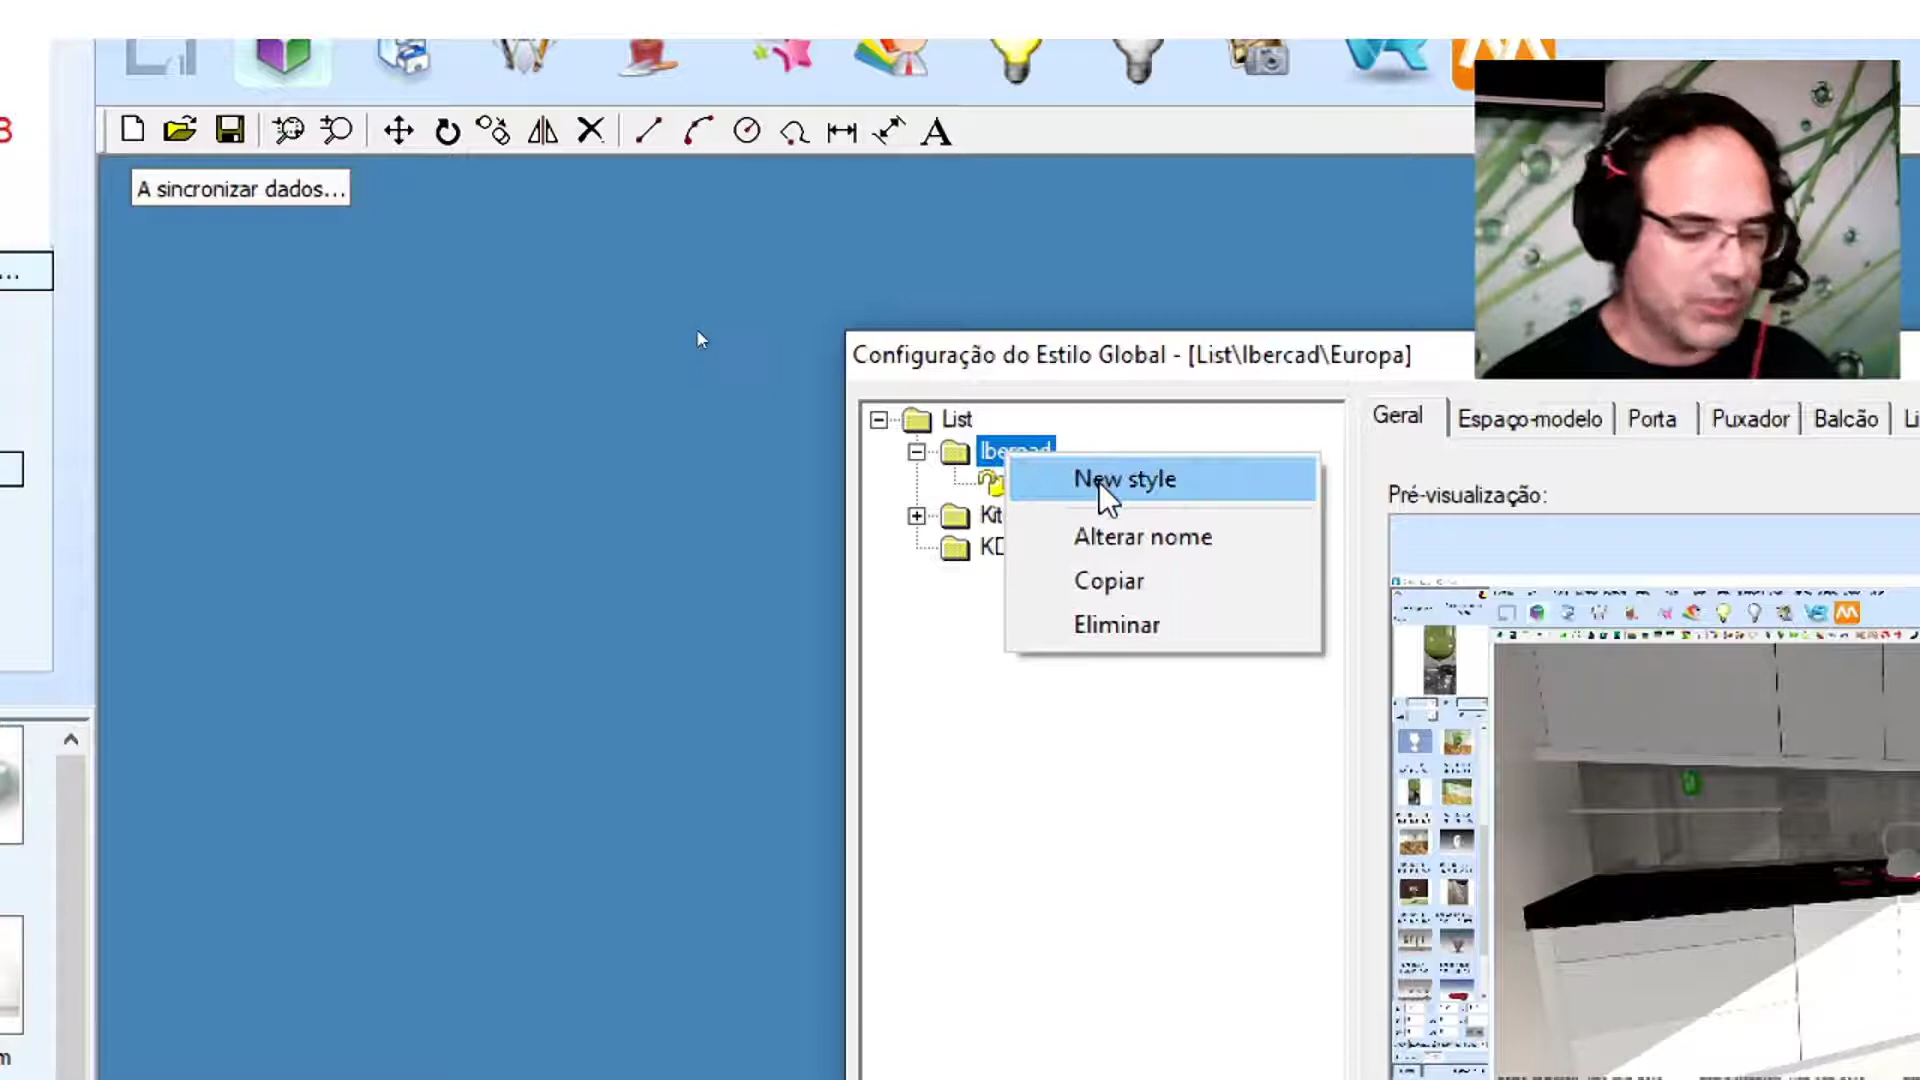 A sincronizar dados...
Configuração do Estilo Global - [List\Ibercad\Europa]
List
Ibercad
Kit
New style
Alterar nome
Copiar
Eliminar
Geral
Espaço-modelo
Porta
Puxador
Balcão
Pré-visualização: